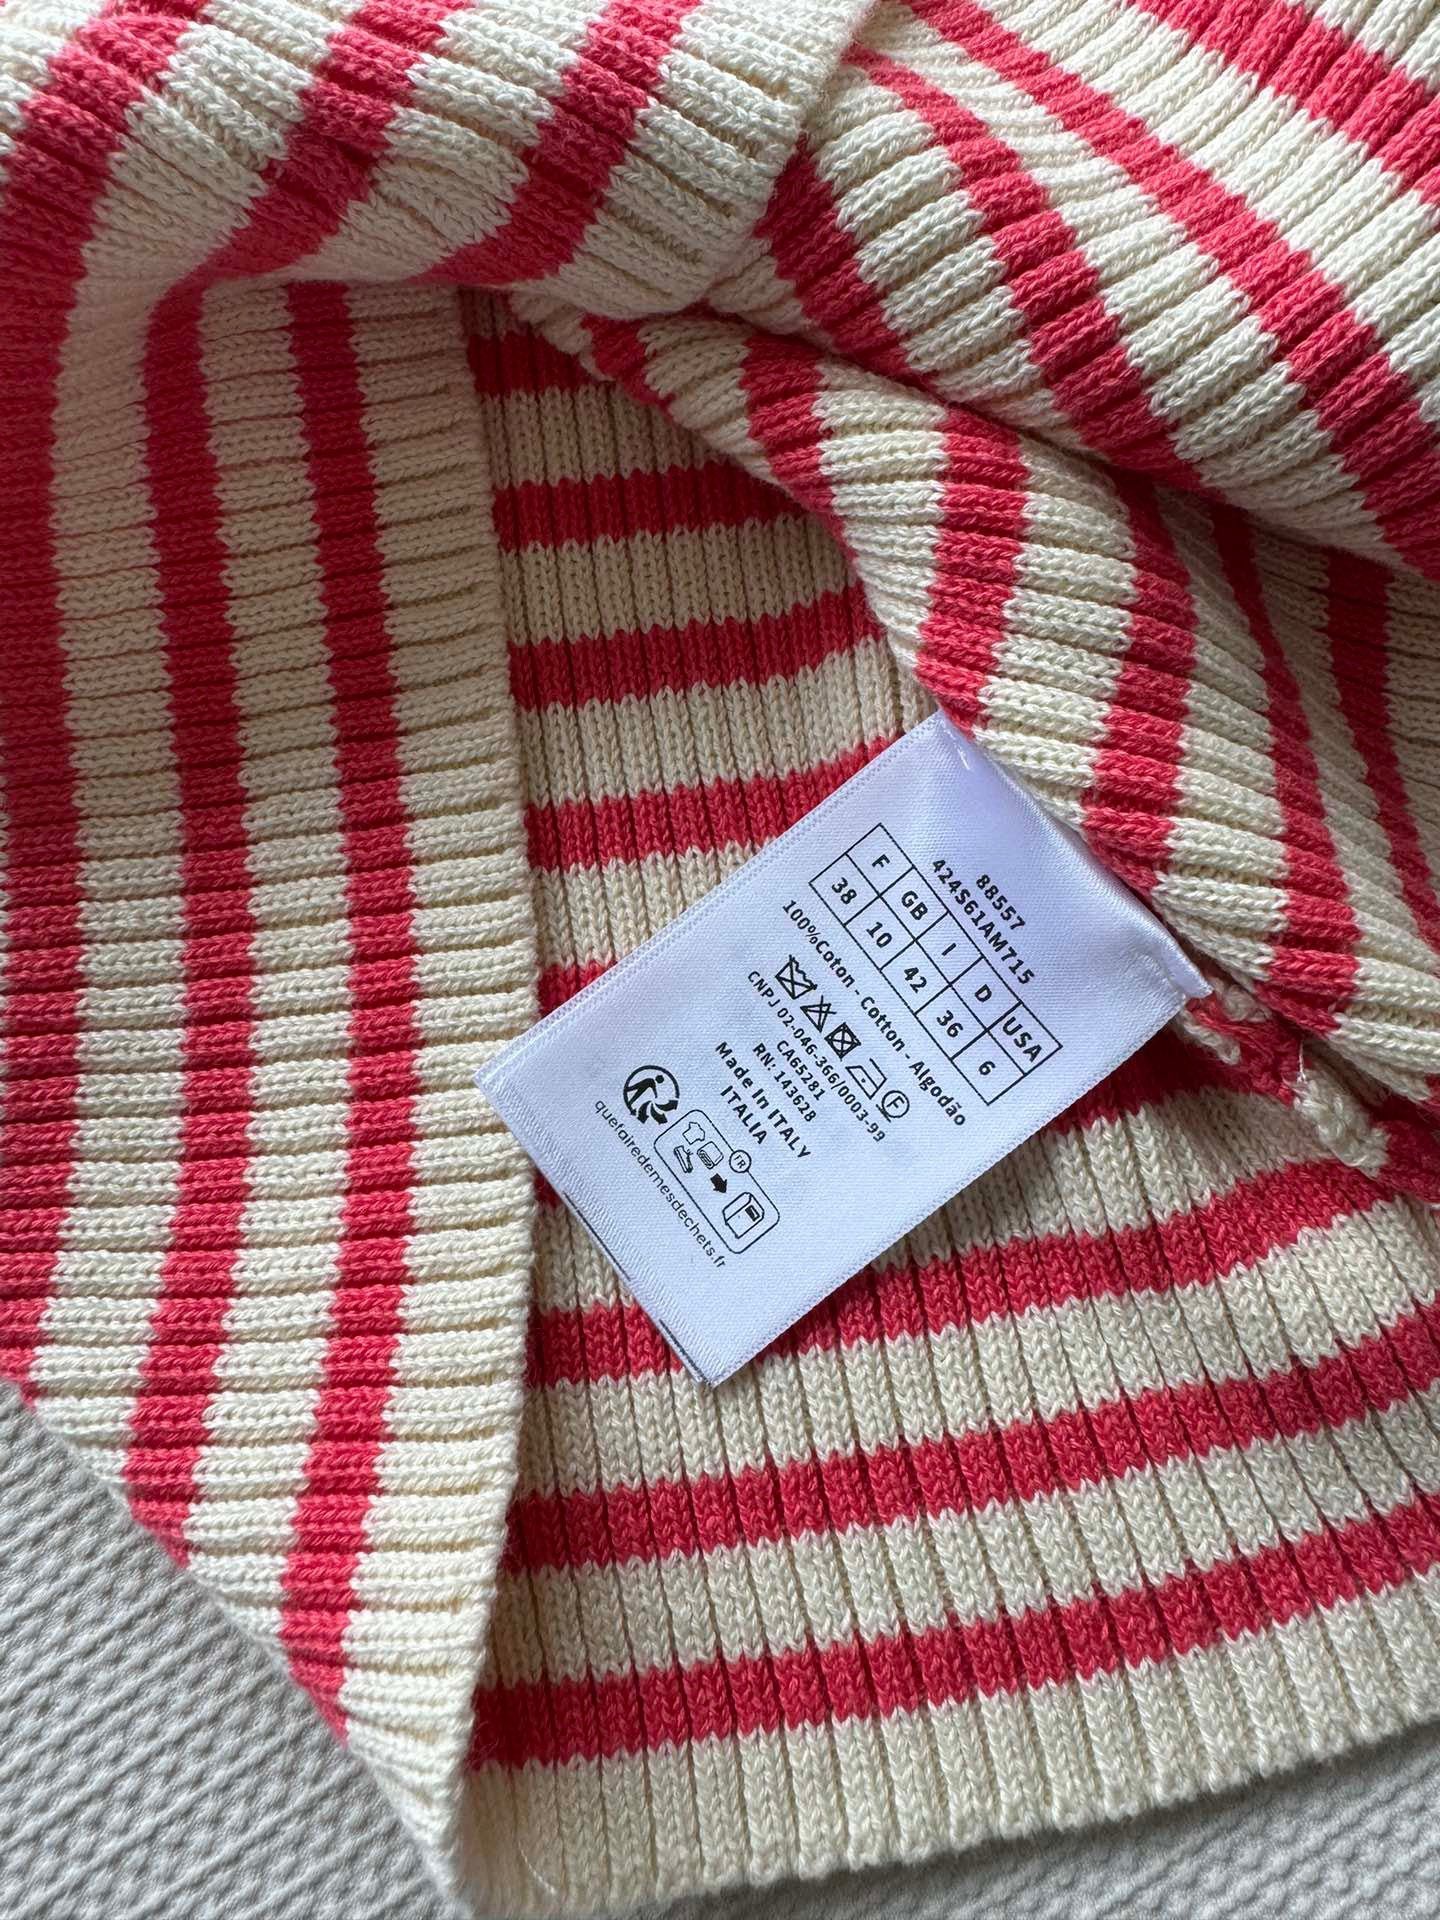 88557
424S61AM715
F GB I D USA
38 10 42 36 6
100%Coton - Cotton - Algodão
F
CNPJ 02-046-366/0003-99
CA65281
RN: 143628
Made In ITALY
ITALIA
FR
quefairedemesdechets.fr